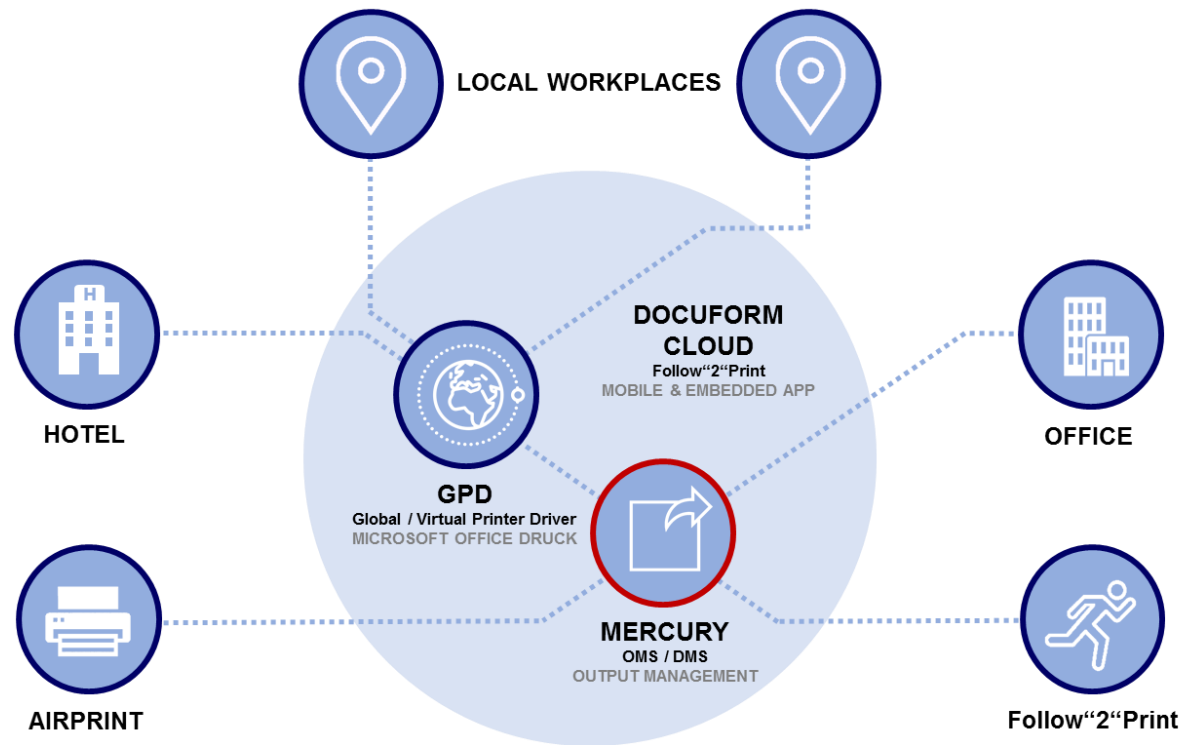 LOCAL WORKPLACES
H
HOTEL
DOCUFORM
CLOUD
Follow“2“Print
MOBILE & EMBEDDED APP
OFFICE
GPD
Global / Virtual Printer Driver
MICROSOFT OFFICE DRUCK
AIRPRINT
MERCURY
OMS / DMS
OUTPUT MANAGEMENT
Follow“2“Print